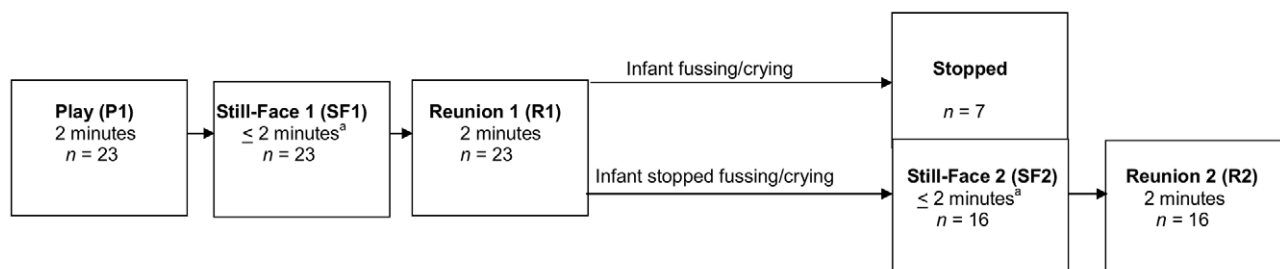 Play (P1)
2 minutes
n = 23
Still-Face 1 (SF1)
≤ 2 minutesᵃ
n = 23
Reunion 1 (R1)
2 minutes
n = 23
Infant fussing/crying
Stopped
n = 7
Infant stopped fussing/crying
Still-Face 2 (SF2)
≤ 2 minutesᵃ
n = 16
Reunion 2 (R2)
2 minutes
n = 16